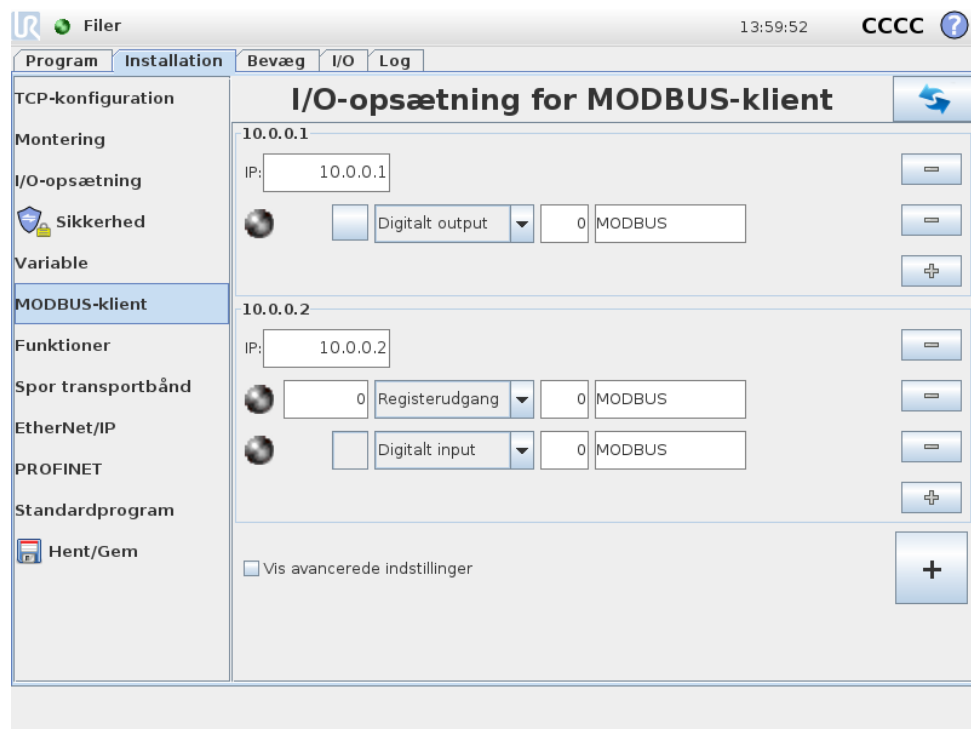 UR Filer 13:59:52 CCCC ?
Program Installation Bevæg I/O Log
TCP-konfiguration
Montering
I/O-opsætning
Sikkerhed
Variable
MODBUS-klient
Funktioner
Spor transportbånd
EtherNet/IP
PROFINET
Standardprogram
Hent/Gem
I/O-opsætning for MODBUS-klient
10.0.0.1
IP: 10.0.0.1
Digitalt output 0 MODBUS
10.0.0.2
IP: 10.0.0.2
0 Registerudgang 0 MODBUS
Digitalt input 0 MODBUS
Vis avancerede indstillinger
+